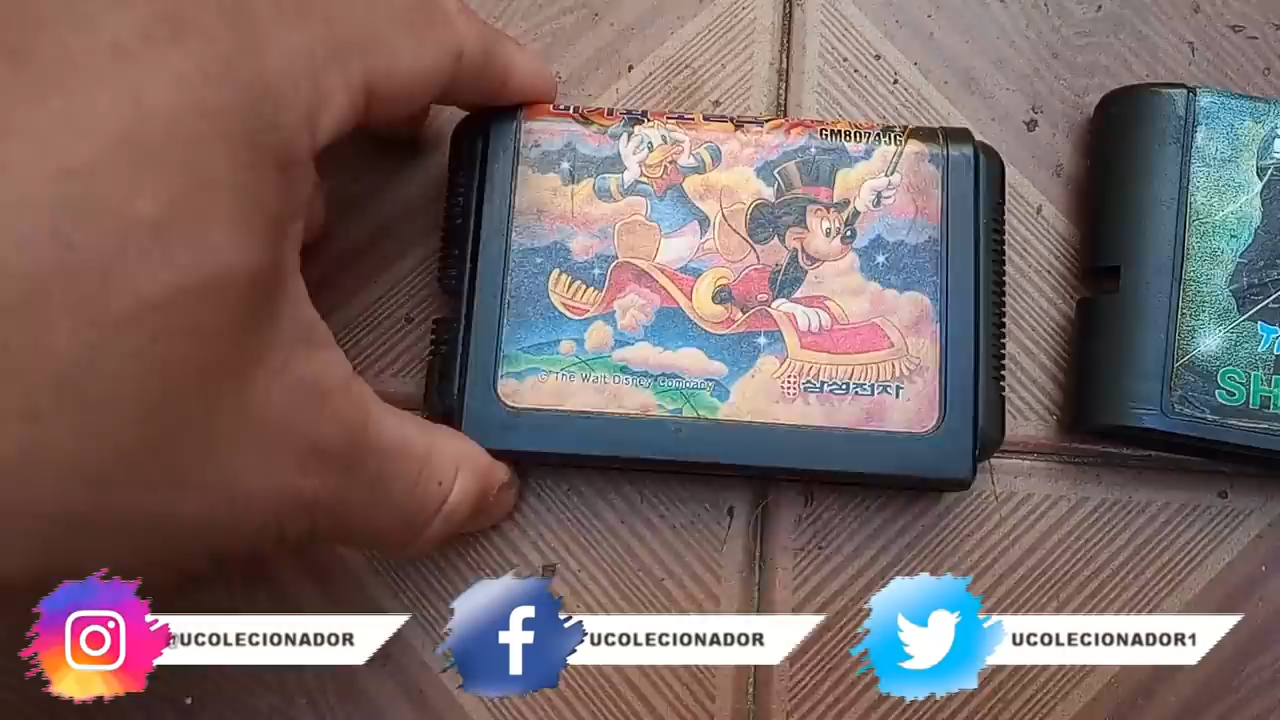 GM8074JG
© The Walt Disney Company
삼성전자
SH
@UCOLECIONADOR
UCOLECIONADOR
UCOLECIONADOR1